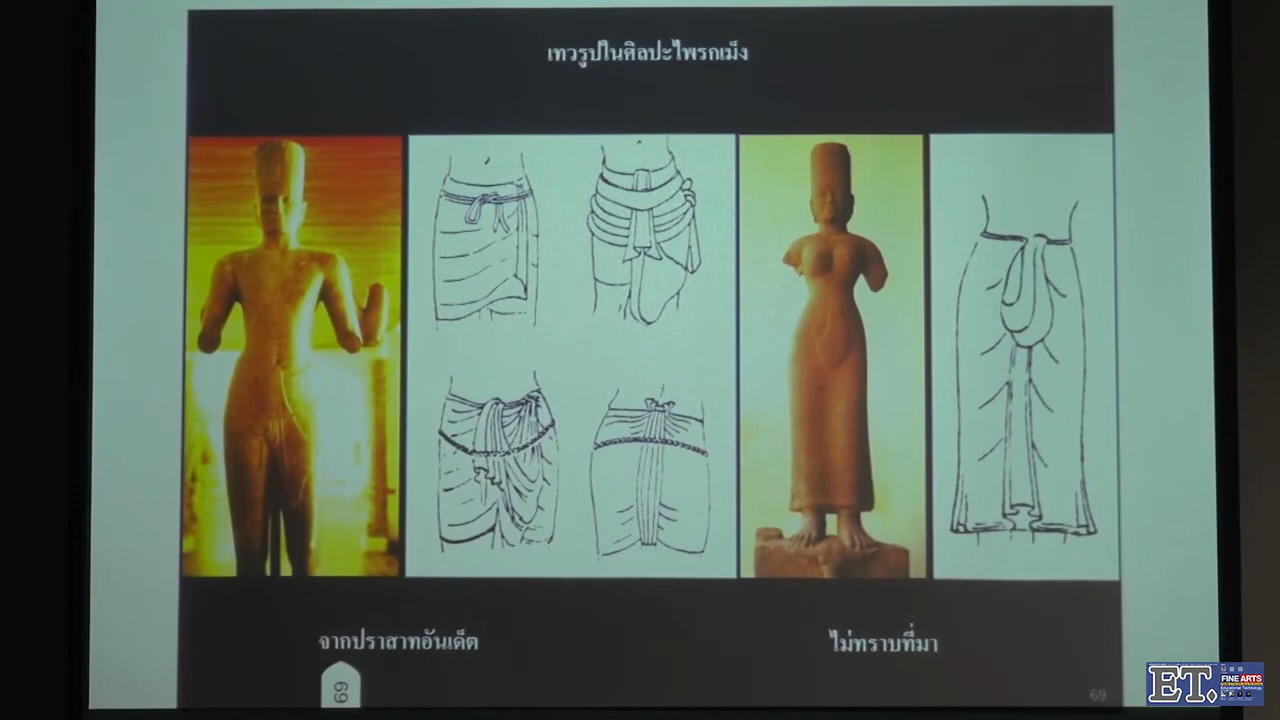 เทวรูปในศิลปะไพรกเม็ง
จากปราสาทอันเด็ต
ไม่ทราบที่มา
69
69
ET.
FINE ARTS
Educational Technology